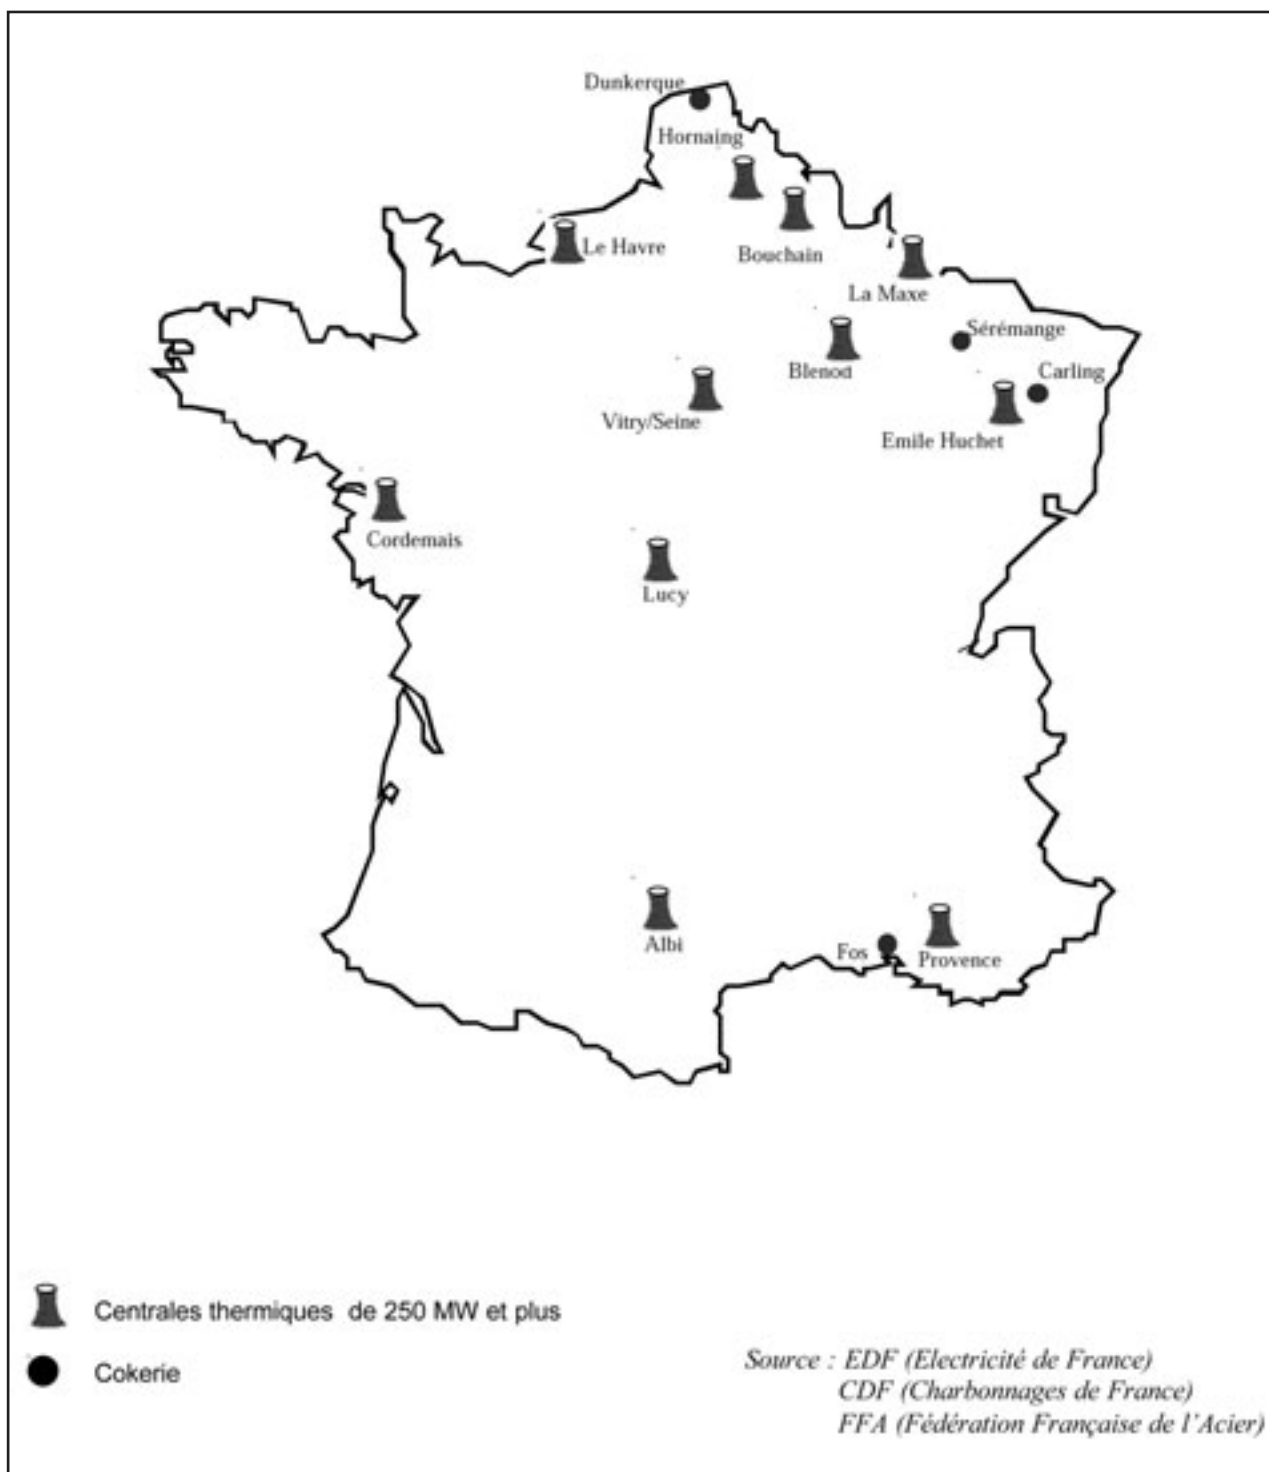 Dunkerque
Hornaing
Le Havre
Bouchain
La Maxe
Sérémange
Blenod
Carling
Vitry/Seine
Emile Huchet
Cordemais
Lucy
Albi
Fos
Provence
Centrales thermiques de 250 MW et plus
Cokerie
Source : EDF (Electricité de France)
CDF (Charbonnages de France)
FFA (Fédération Française de l'Acier)